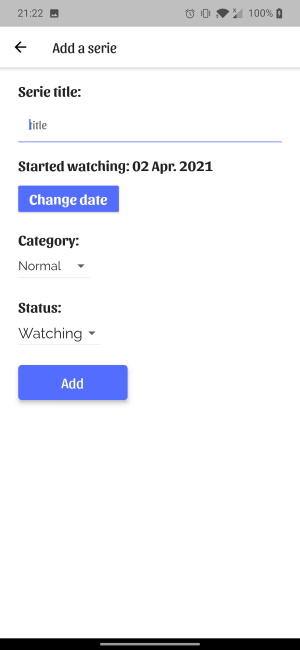 21:22 100%
Add a serie
Serie title:
title
Started watching: 02 Apr. 2021
Change date
Category:
Normal
Status:
Watching
Add